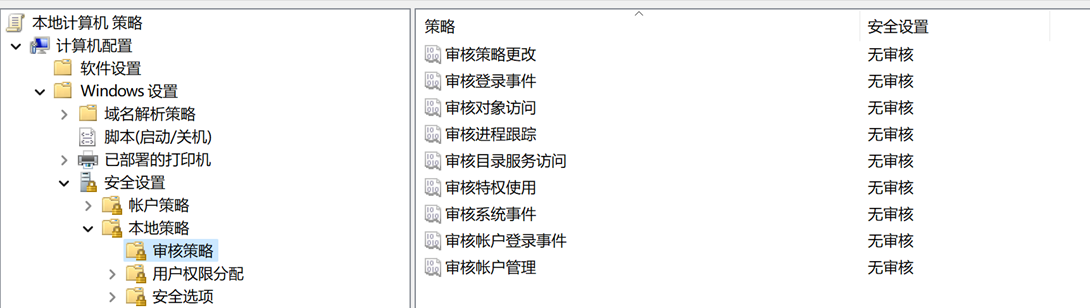 本地计算机 策略
计算机配置
软件设置
Windows 设置
域名解析策略
脚本(启动/关机)
已部署的打印机
安全设置
帐户策略
本地策略
审核策略
用户权限分配
安全选项
策略 安全设置
审核策略更改 无审核
审核登录事件 无审核
审核对象访问 无审核
审核进程跟踪 无审核
审核目录服务访问 无审核
审核特权使用 无审核
审核系统事件 无审核
审核帐户登录事件 无审核
审核帐户管理 无审核